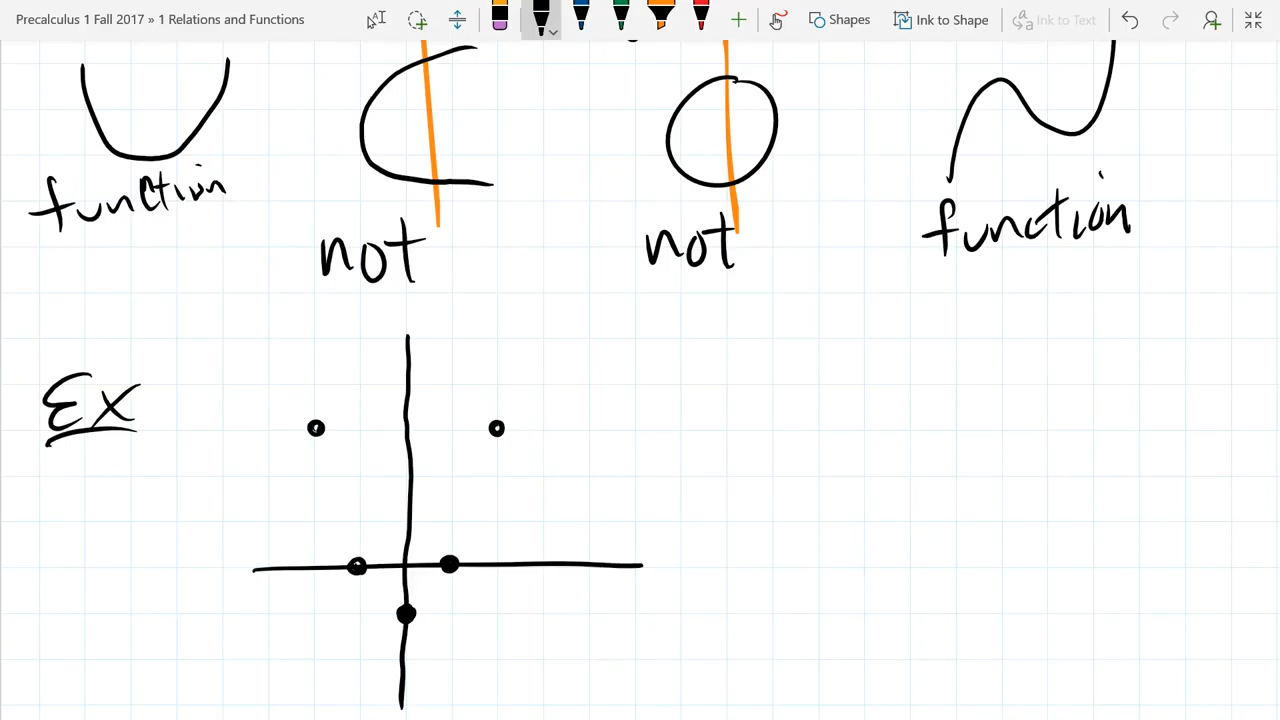 Precalculus 1 Fall 2017 » 1 Relations and Functions
Shapes
Ink to Shape
Ink to Text
function
not
not
function
Ex